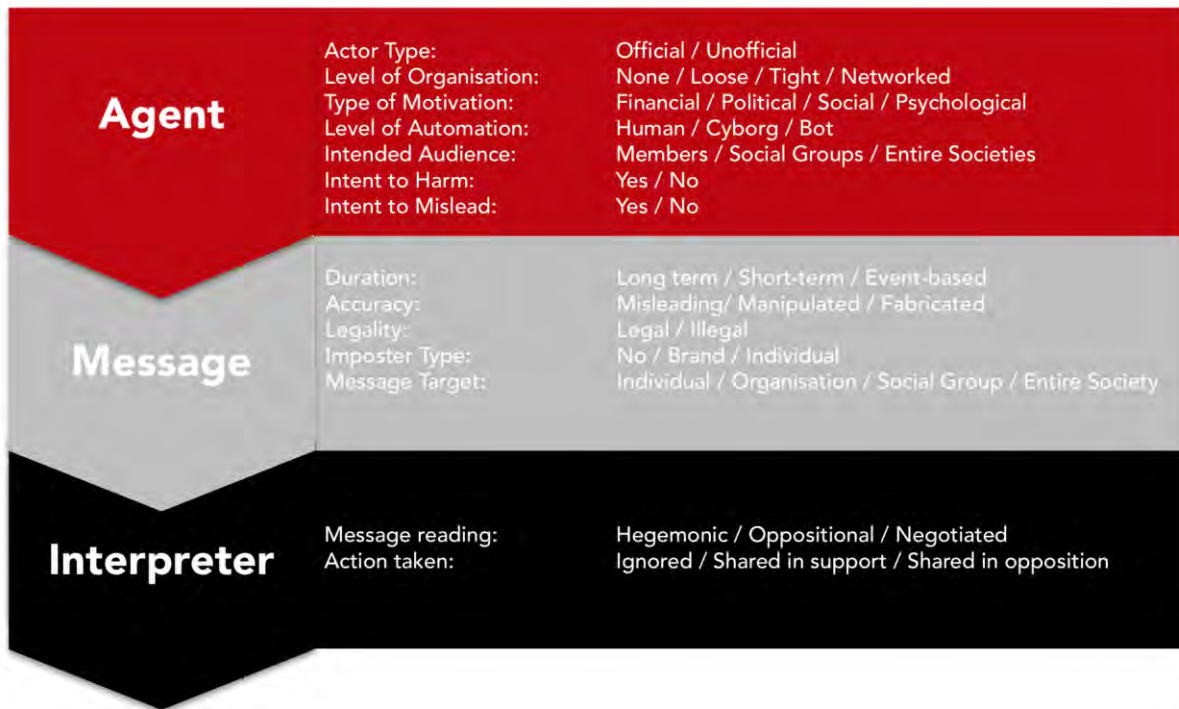 Agent
Actor Type: Official / Unofficial
Level of Organisation: None / Loose / Tight / Networked
Type of Motivation: Financial / Political / Social / Psychological
Level of Automation: Human / Cyborg / Bot
Intended Audience: Members / Social Groups / Entire Societies
Intent to Harm: Yes / No
Intent to Mislead: Yes / No
Message
Duration: Long term / Short-term / Event-based
Accuracy: Misleading/ Manipulated / Fabricated
Legality: Legal / Illegal
Imposter Type: No / Brand / Individual
Message Target: Individual / Organisation / Social Group / Entire Society
Interpreter
Message reading: Hegemonic / Oppositional / Negotiated
Action taken: Ignored / Shared in support / Shared in opposition